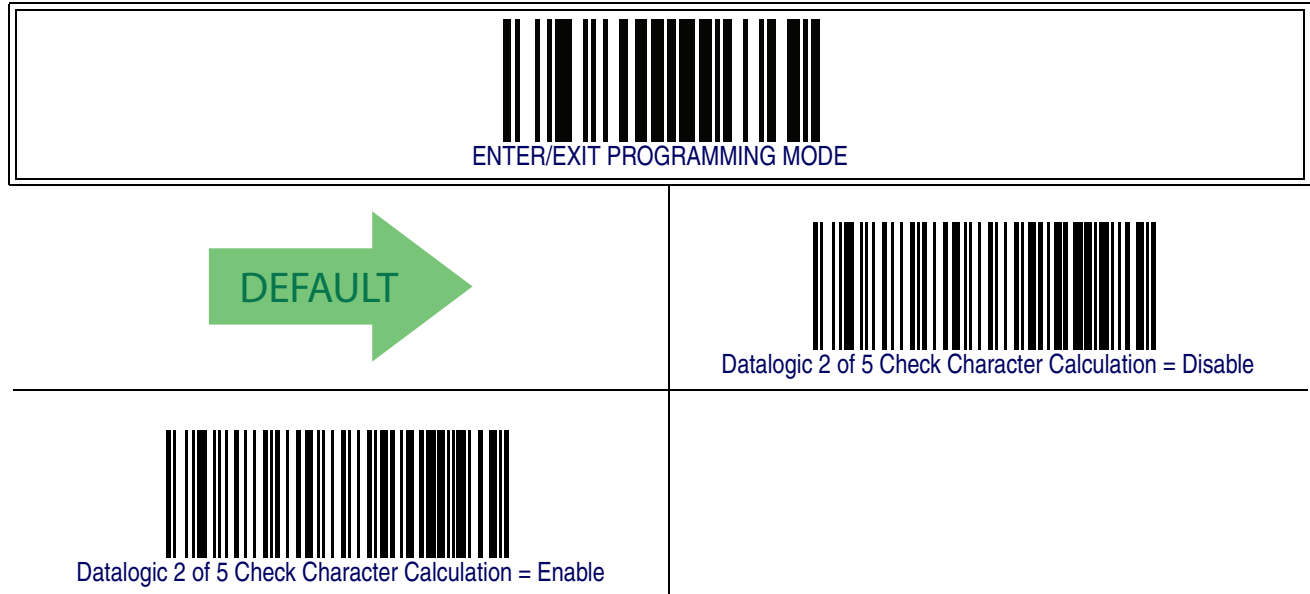 ENTER/EXIT PROGRAMMING MODE
DEFAULT
Datalogic 2 of 5 Check Character Calculation = Disable
Datalogic 2 of 5 Check Character Calculation = Enable